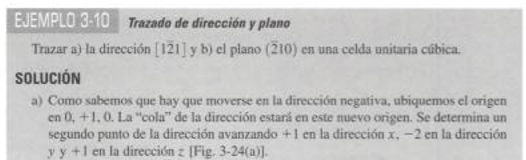 EJEMPLO 3-10 Trazado de dirección y plano
Trazar a) la dirección [12̄1] y b) el plano (2̄10) en una celda unitaria cúbica.
SOLUCIÓN
a) Como sabemos que hay que moverse en la dirección negativa, ubiquemos el origen
en 0, +1, 0. La “cola” de la dirección estará en este nuevo origen. Se determina un
segundo punto de la dirección avanzando +1 en la dirección x, −2 en la dirección
y y +1 en la dirección z [Fig. 3-24(a)].